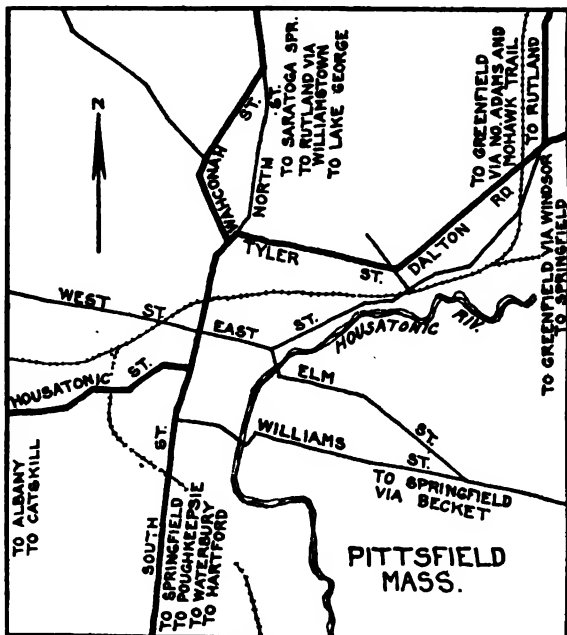 N
WAHCONAH ST.
NORTH ST.
TO SARATOGA SPR.
TO RUTLAND VIA
WILLIAMSTOWN
TO LAKE GEORGE
TO GREENFIELD
VIA NO. ADAMS AND
MOHAWK TRAIL
TO RUTLAND
TYLER ST.
DALTON RD
TO GREENFIELD VIA WINDSOR
TO SPRINGFIELD
WEST ST.
EAST ST.
HOUSATONIC RIV.
HOUSATONIC ST.
ELM ST.
WILLIAMS ST.
TO SPRINGFIELD
VIA BECKET
TO ALBANY
TO CATSKILL
SOUTH ST.
TO SPRINGFIELD
TO POUGHKEEPSIE
TO WATERBURY
TO HARTFORD
PITTSFIELD
MASS.